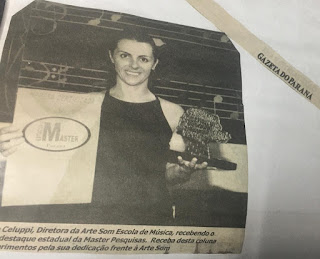 GAZETA DO PARANÁ
MASTER
Celuppi, Diretora da Arte Som Escola de Música, recebendo o
destaque estadual da Master Pesquisas. Receba desta coluna
erimentos pela sua dedicação frente à Arte Som